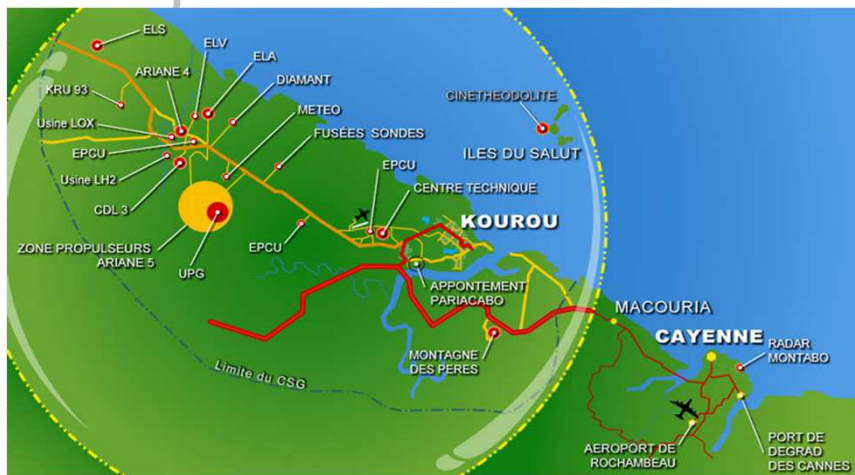 ELS
ELV
ELA
ARIANE 4
DIAMANT
KRU 93
METEO
CINETHEODOLITE
Usine LOX
FUSÉES SONDES
EPCU
ILES DU SALUT
EPCU
Usine LH2
CENTRE TECHNIQUE
CDL 3
KOUROU
ZONE PROPULSEURS
ARIANE 5
EPCU
UPG
APPONTEMENT
PARIACABO
MACOURIA
CAYENNE
RADAR
MONTABO
MONTAGNE
DES PERES
Limite du CSG
AEROPORT DE
ROCHAMBEAU
PORT DE
DEGRAD
DES CANNES